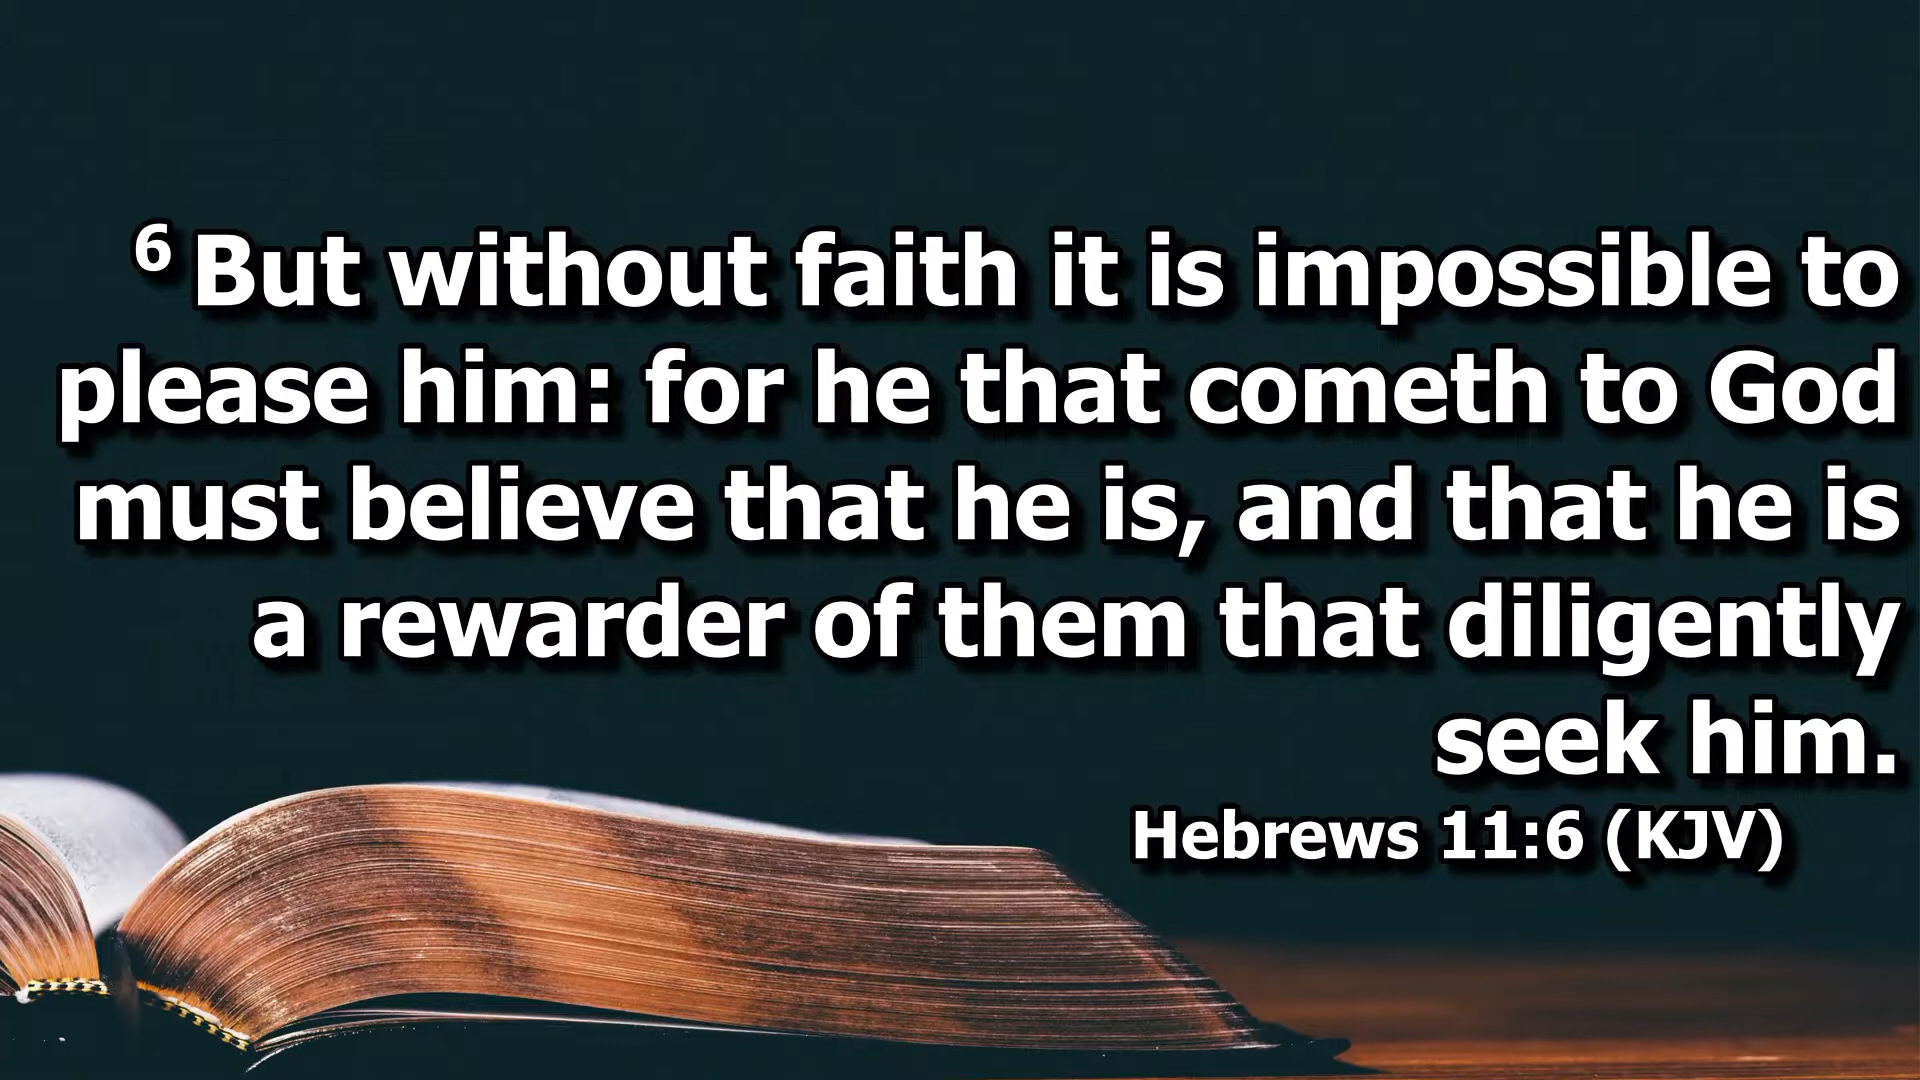 6 But without faith it is impossible to
please him: for he that cometh to God
must believe that he is, and that he is
a rewarder of them that diligently
seek him.
Hebrews 11:6 (KJV)